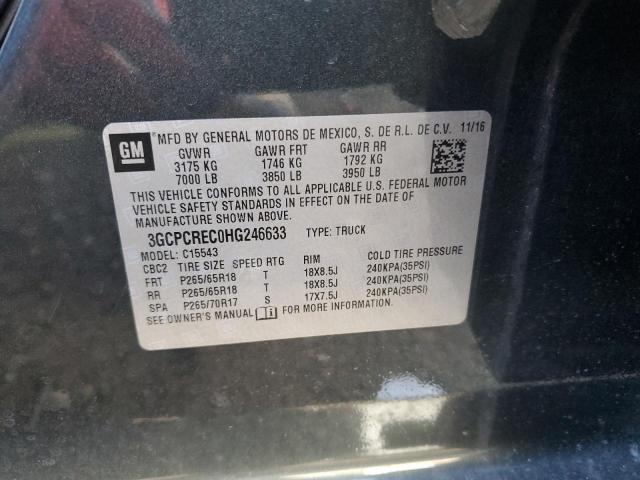 GM ® MFD BY GENERAL MOTORS DE MEXICO, S. DE R.L. DE C.V. 11/16
GVWR GAWR FRT GAWR RR
3175 KG 1746 KG 1792 KG
7000 LB 3850 LB 3950 LB
THIS VEHICLE CONFORMS TO ALL APPLICABLE U.S. FEDERAL MOTOR
VEHICLE SAFETY STANDARDS IN EFFECT ON THE DATE OF
MANUFACTURE SHOWN ABOVE.
3GCPCREC0HG246633 TYPE: TRUCK
MODEL: C15543
CBC2 TIRE SIZE SPEED RTG RIM COLD TIRE PRESSURE
FRT P265/65R18 T 18X8.5J 240KPA(35PSI)
RR P265/65R18 T 18X8.5J 240KPA(35PSI)
SPA P265/70R17 S 17X7.5J 240KPA(35PSI)
SEE OWNER'S MANUAL i FOR MORE INFORMATION.